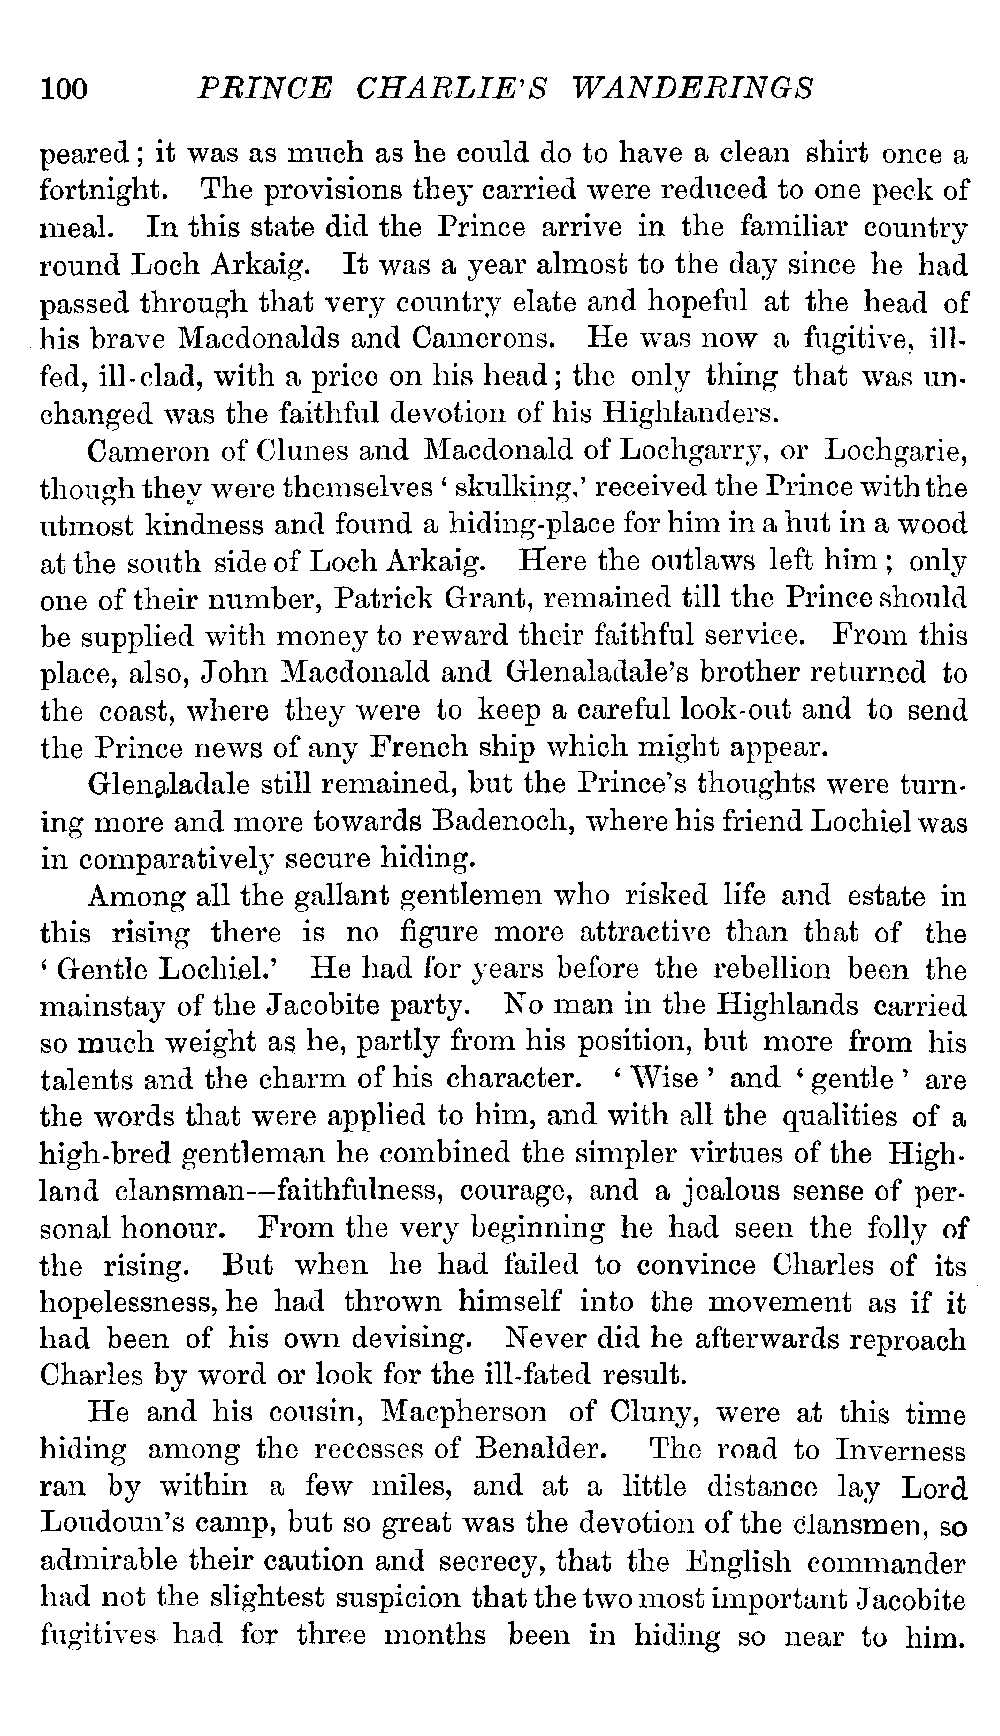 100 PRINCE CHARLIE'S WANDERINGS
peared; it was as much as he could do to have a clean shirt once a
fortnight. The provisions they carried were reduced to one peck of
meal. In this state did the Prince arrive in the familiar country
round Loch Arkaig. It was a year almost to the day since he had
passed through that very country elate and hopeful at the head of
his brave Macdonalds and Camerons. He was now a fugitive, ill-
fed, ill-clad, with a price on his head; the only thing that was un-
changed was the faithful devotion of his Highlanders.
Cameron of Clunes and Macdonald of Lochgarry, or Lochgarie,
though they were themselves ' skulking,' received the Prince with the
utmost kindness and found a hiding-place for him in a hut in a wood
at the south side of Loch Arkaig. Here the outlaws left him; only
one of their number, Patrick Grant, remained till the Prince should
be supplied with money to reward their faithful service. From this
place, also, John Macdonald and Glenaladale's brother returned to
the coast, where they were to keep a careful look-out and to send
the Prince news of any French ship which might appear.
Glenaladale still remained, but the Prince's thoughts were turn-
ing more and more towards Badenoch, where his friend Lochiel was
in comparatively secure hiding.
Among all the gallant gentlemen who risked life and estate in
this rising there is no figure more attractive than that of the
' Gentle Lochiel.' He had for years before the rebellion been the
mainstay of the Jacobite party. No man in the Highlands carried
so much weight as he, partly from his position, but more from his
talents and the charm of his character. ' Wise ' and ' gentle ' are
the words that were applied to him, and with all the qualities of a
high-bred gentleman he combined the simpler virtues of the High-
land clansman--faithfulness, courage, and a jealous sense of per-
sonal honour. From the very beginning he had seen the folly of
the rising. But when he had failed to convince Charles of its
hopelessness, he had thrown himself into the movement as if it
had been of his own devising. Never did he afterwards reproach
Charles by word or look for the ill-fated result.
He and his cousin, Macpherson of Cluny, were at this time
hiding among the recesses of Benalder. The road to Inverness
ran by within a few miles, and at a little distance lay Lord
Loudoun's camp, but so great was the devotion of the clansmen, so
admirable their caution and secrecy, that the English commander
had not the slightest suspicion that the two most important Jacobite
fugitives had for three months been in hiding so near to him.